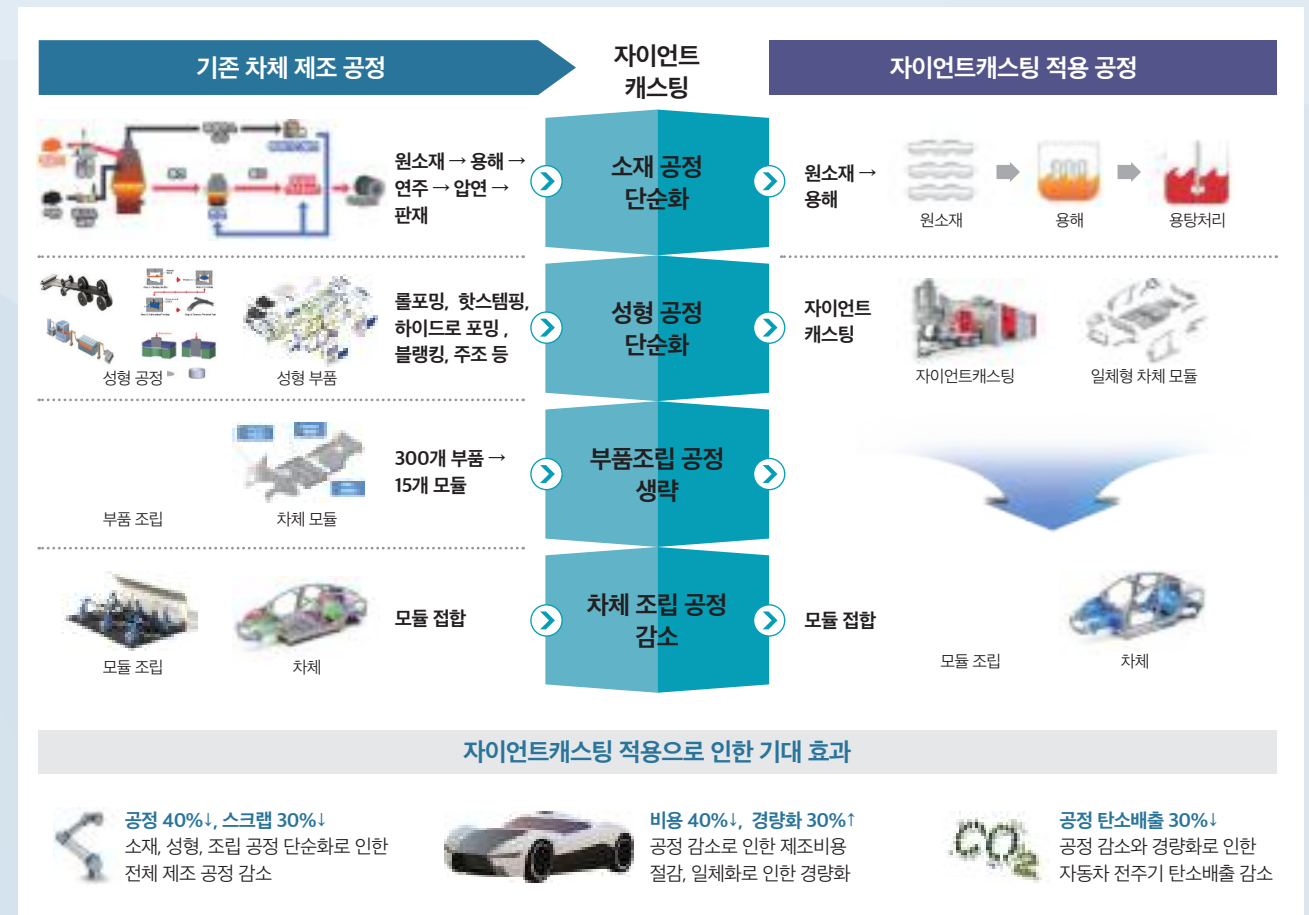 기존 차체 제조 공정
자이언트
캐스팅
자이언트캐스팅 적용 공정
원소재 → 용해 →
연주 → 압연 →
판재
소재 공정
단순화
원소재 →
용해
원소재
용해
용탕처리
성형 공정
성형 부품
롤포밍, 핫스템핑,
하이드로 포밍 ,
블랭킹, 주조 등
성형 공정
단순화
자이언트
캐스팅
자이언트캐스팅
일체형 차체 모듈
부품 조립
차체 모듈
300개 부품 →
15개 모듈
부품조립 공정
생략
모듈 조립
차체
모듈 접합
차체 조립 공정
감소
모듈 접합
모듈 조립
차체
자이언트캐스팅 적용으로 인한 기대 효과
공정 40%↓, 스크랩 30%↓
소재, 성형, 조립 공정 단순화로 인한
전체 제조 공정 감소
비용 40%↓, 경량화 30%↑
공정 감소로 인한 제조비용
절감, 일체화로 인한 경량화
CO2
공정 탄소배출 30%↓
공정 감소와 경량화로 인한
자동차 전주기 탄소배출 감소